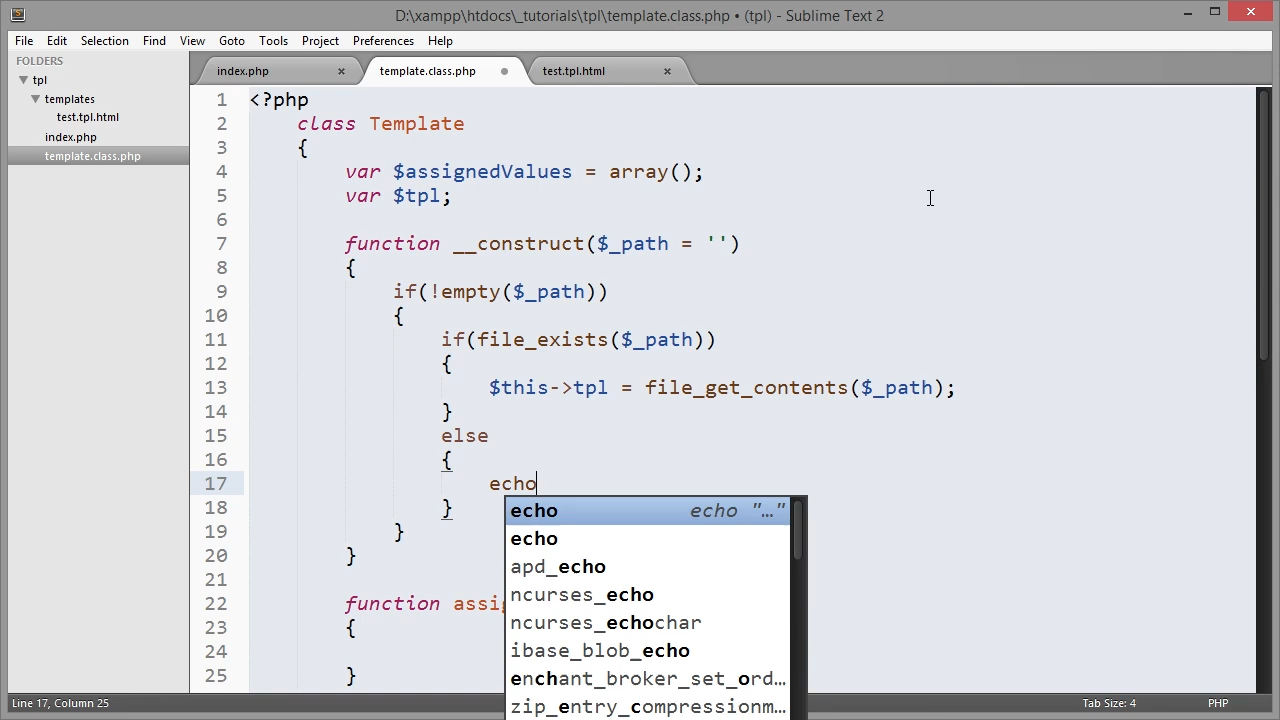 D:\xampp\htdocs\_tutorials\tpl\template.class.php • (tpl) - Sublime Text 2
File Edit Selection Find View Goto Tools Project Preferences Help
FOLDERS
tpl
templates
test.tpl.html
index.php
template.class.php
index.php template.class.php test.tpl.html
1 <?php
2 class Template
3 {
4 var $assignedValues = array();
5 var $tpl;
6
7 function __construct($_path = '')
8 {
9 if(!empty($_path))
10 {
11 if(file_exists($_path))
12 {
13 $this->tpl = file_get_contents($_path);
14 }
15 else
16 {
17 echo
18 }
19 }
20 }
21
22 function assig
23 {
24
25 }
echo echo "…"
echo
apd_echo
ncurses_echo
ncurses_echochar
ibase_blob_echo
enchant_broker_set_ord…
zip_entry_compressionm…
Line 17, Column 25 Tab Size: 4 PHP